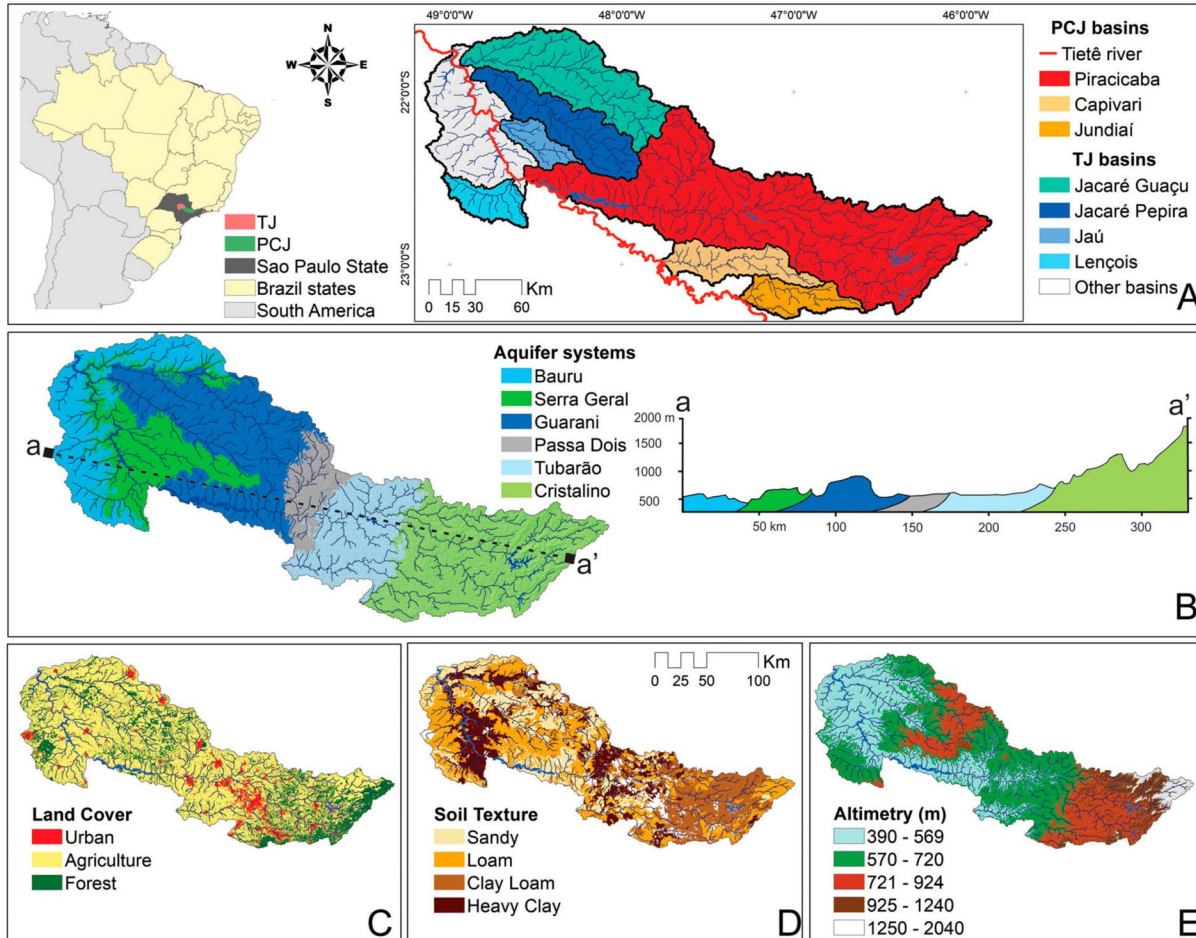 N
W E
S
TJ
PCJ
Sao Paulo State
Brazil states
South America
49°0'0"W 48°0'0"W 47°0'0"W 46°0'0"W
22°0'0"S
23°0'0"S
Km
0 15 30 60
PCJ basins
Tietê river
Piracicaba
Capivari
Jundiaí
TJ basins
Jacaré Guaçu
Jacaré Pepira
Jaú
Lençois
Other basins
A
Aquifer systems
Bauru
Serra Geral
Guarani
Passa Dois
Tubarão
Cristalino
a
a'
a a'
2000 m
1500
1000
500
50 km 100 150 200 250 300
B
Land Cover
Urban
Agriculture
Forest
C
Km
0 25 50 100
Soil Texture
Sandy
Loam
Clay Loam
Heavy Clay
D
Altimetry (m)
390 - 569
570 - 720
721 - 924
925 - 1240
1250 - 2040
E